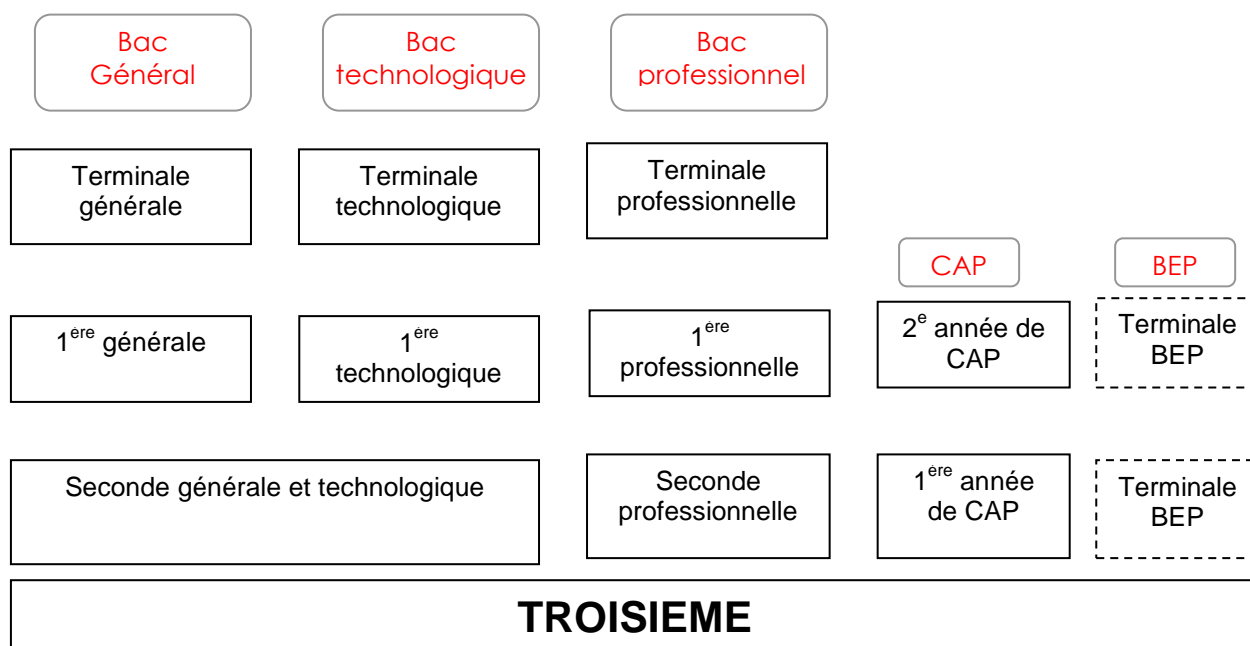 Bac
Général
Bac
technologique
Bac
professionnel
Terminale
générale
Terminale
technologique
Terminale
professionnelle
CAP
BEP
1ère générale
1ère
technologique
1ère
professionnelle
2e année de
CAP
Terminale
BEP
Seconde générale et technologique
Seconde
professionnelle
1ère année
de CAP
Terminale
BEP
TROISIEME